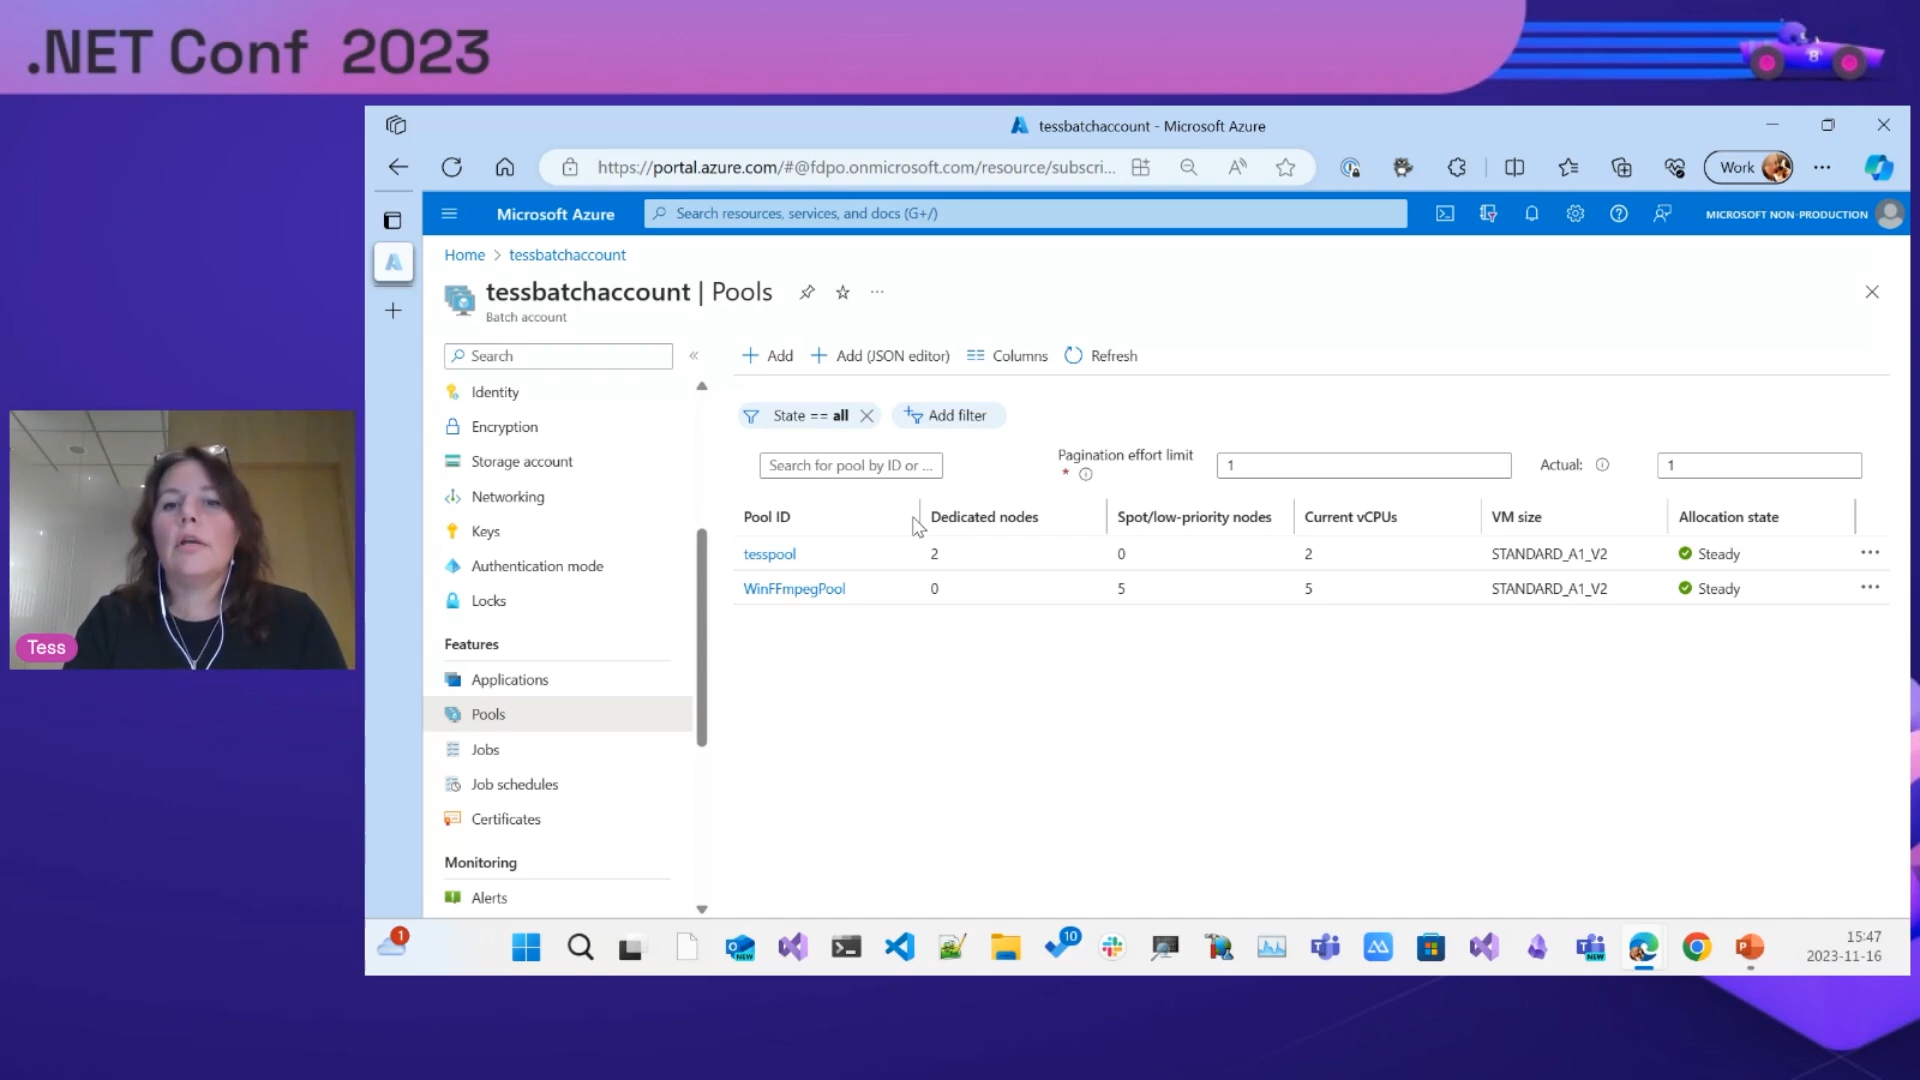 .NET Conf 2023
8
tessbatchaccount - Microsoft Azure
https://portal.azure.com/#@fdpo.onmicrosoft.com/resource/subscri...
Work
Microsoft Azure
Search resources, services, and docs (G+/)
MICROSOFT NON-PRODUCTION
Home > tessbatchaccount
tessbatchaccount | Pools
Batch account
Search
Identity
Encryption
Storage account
Networking
Keys
Authentication mode
Locks
Features
Applications
Pools
Jobs
Job schedules
Certificates
Monitoring
Alerts
+ Add + Add (JSON editor) Columns Refresh
State == all
Add filter
Search for pool by ID or ...
Pagination effort limit
*
1
Actual:
1
Pool ID Dedicated nodes Spot/low-priority nodes Current vCPUs VM size Allocation state
tesspool 2 0 2 STANDARD_A1_V2 Steady
WinFFmpegPool 0 5 5 STANDARD_A1_V2 Steady
Tess
1
NEW
10
NEW
15:47
2023-11-16